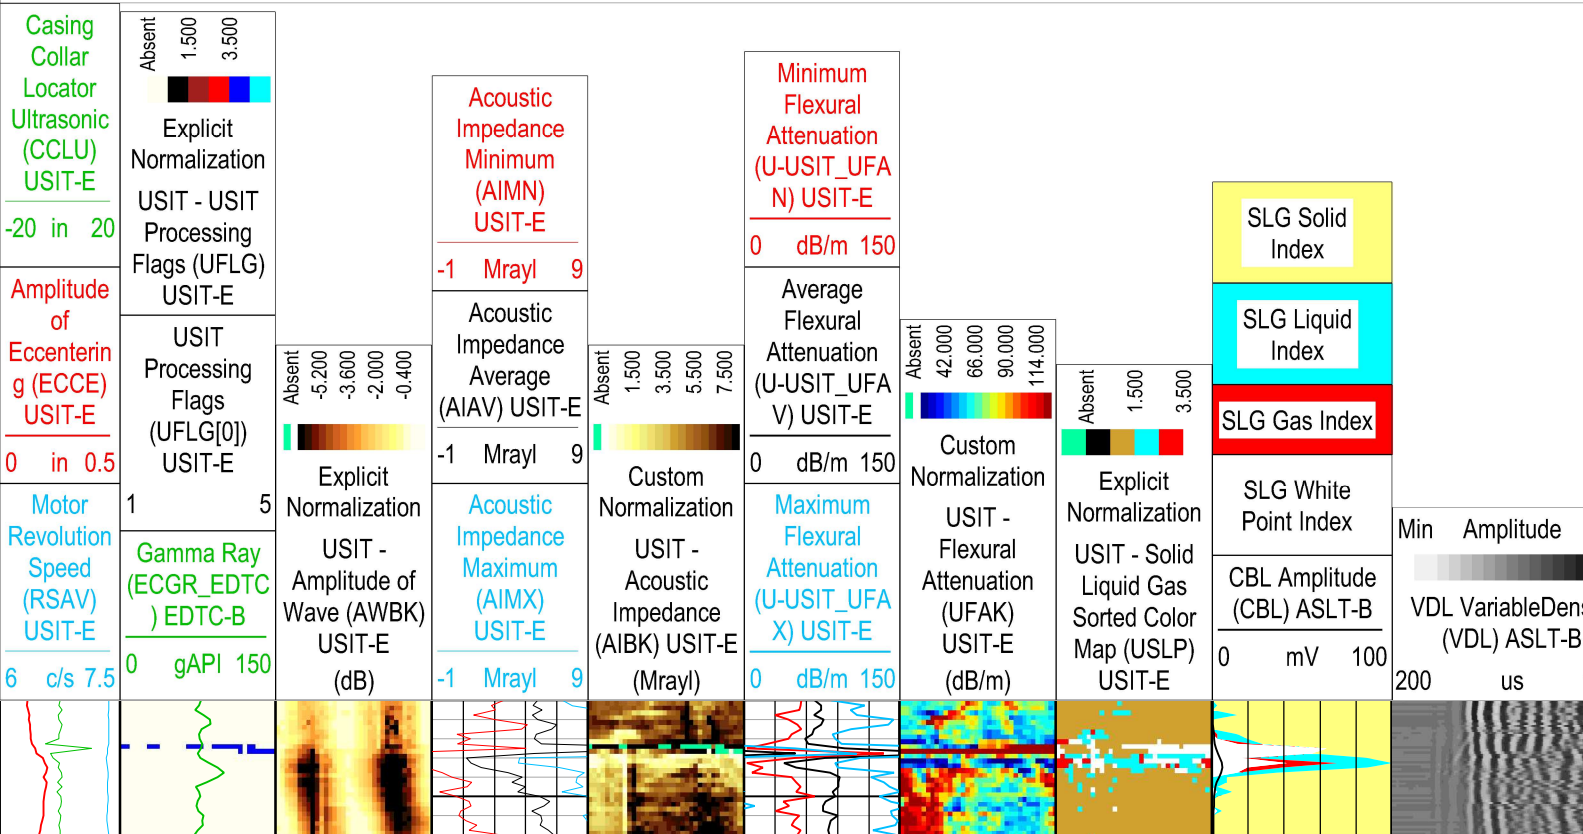 Casing
Collar
Locator
Ultrasonic
(CCLU)
USIT-E
-20 in 20
Amplitude
of
Eccenterin
g (ECCE)
USIT-E
0 in 0.5
Motor
Revolution
Speed
(RSAV)
USIT-E
6 c/s 7.5
Absent
1.500
3.500
Explicit
Normalization
USIT - USIT
Processing
Flags (UFLG)
USIT-E
USIT
Processing
Flags
(UFLG[0])
USIT-E
1 5
Gamma Ray
(ECGR_EDTC
) EDTC-B
0 gAPI 150
Absent
-5.200
-3.600
-2.000
-0.400
Explicit
Normalization
USIT -
Amplitude of
Wave (AWBK)
USIT-E
(dB)
Acoustic
Impedance
Minimum
(AIMN)
USIT-E
-1 Mrayl 9
Acoustic
Impedance
Average
(AIAV) USIT-E
-1 Mrayl 9
Acoustic
Impedance
Maximum
(AIMX)
USIT-E
-1 Mrayl 9
Absent
1.500
3.500
5.500
7.500
Custom
Normalization
USIT -
Acoustic
Impedance
(AIBK) USIT-E
(Mrayl)
Minimum
Flexural
Attenuation
(U-USIT_UFA
N) USIT-E
0 dB/m 150
Average
Flexural
Attenuation
(U-USIT_UFA
V) USIT-E
0 dB/m 150
Maximum
Flexural
Attenuation
(U-USIT_UFA
X) USIT-E
0 dB/m 150
Absent
42.000
66.000
90.000
114.000
Custom
Normalization
USIT -
Flexural
Attenuation
(UFAK)
USIT-E
(dB/m)
Absent
1.500
3.500
Explicit
Normalization
USIT - Solid
Liquid Gas
Sorted Color
Map (USLP)
USIT-E
SLG Solid
Index
SLG Liquid
Index
SLG Gas Index
SLG White
Point Index
CBL Amplitude
(CBL) ASLT-B
0 mV 100
Min Amplitude
VDL VariableDens
(VDL) ASLT-B
200 us